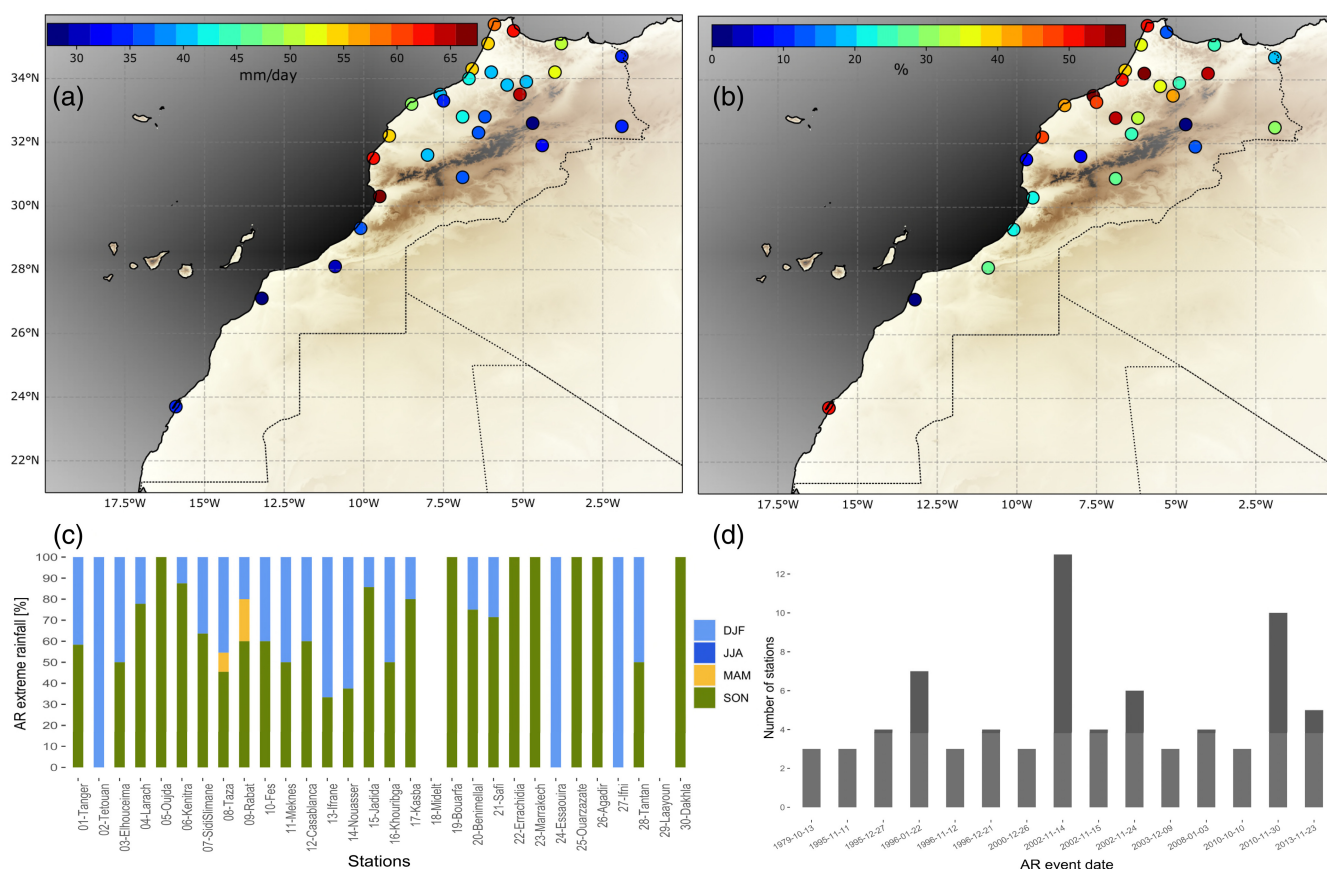 (a)
30 35 40 45 50 55 60 65
mm/day
34°N
32°N
30°N
28°N
26°N
24°N
22°N
17.5°W 15°W 12.5°W 10°W 7.5°W 5°W 2.5°W
(b)
0 10 20 30 40 50
%
17.5°W 15°W 12.5°W 10°W 7.5°W 5°W 2.5°W
(c)
AR extreme rainfall [%]
100
90
80
70
60
50
40
30
20
10
0
01-Tanger
02-Tetouan
03-Elhouceima
04-Larach
05-Oujda
06-Kenitra
07-SidiSlimane
08-Taza
09-Rabat
10-Fes
11-Meknes
12-Casablanca
13-Ifrane
14-Nouasser
15-Jadida
16-Khouribga
17-Kasba
18-Midelt
19-Bouarfa
20-Benimellal
21-Safi
22-Errachidia
23-Marrakech
24-Essaouira
25-Ouarzazate
26-Agadir
27-Ifni
28-Tantan
29-Laayoun
30-Dakhla
Stations
DJF
JJA
MAM
SON
(d)
Number of stations
12
10
8
6
4
2
0
1979-10-13
1995-11-11
1995-12-27
1996-01-22
1996-11-12
1996-12-21
2000-12-26
2002-11-14
2002-11-15
2002-11-24
2003-12-09
2008-01-03
2010-10-10
2010-11-30
2013-11-23
AR event date